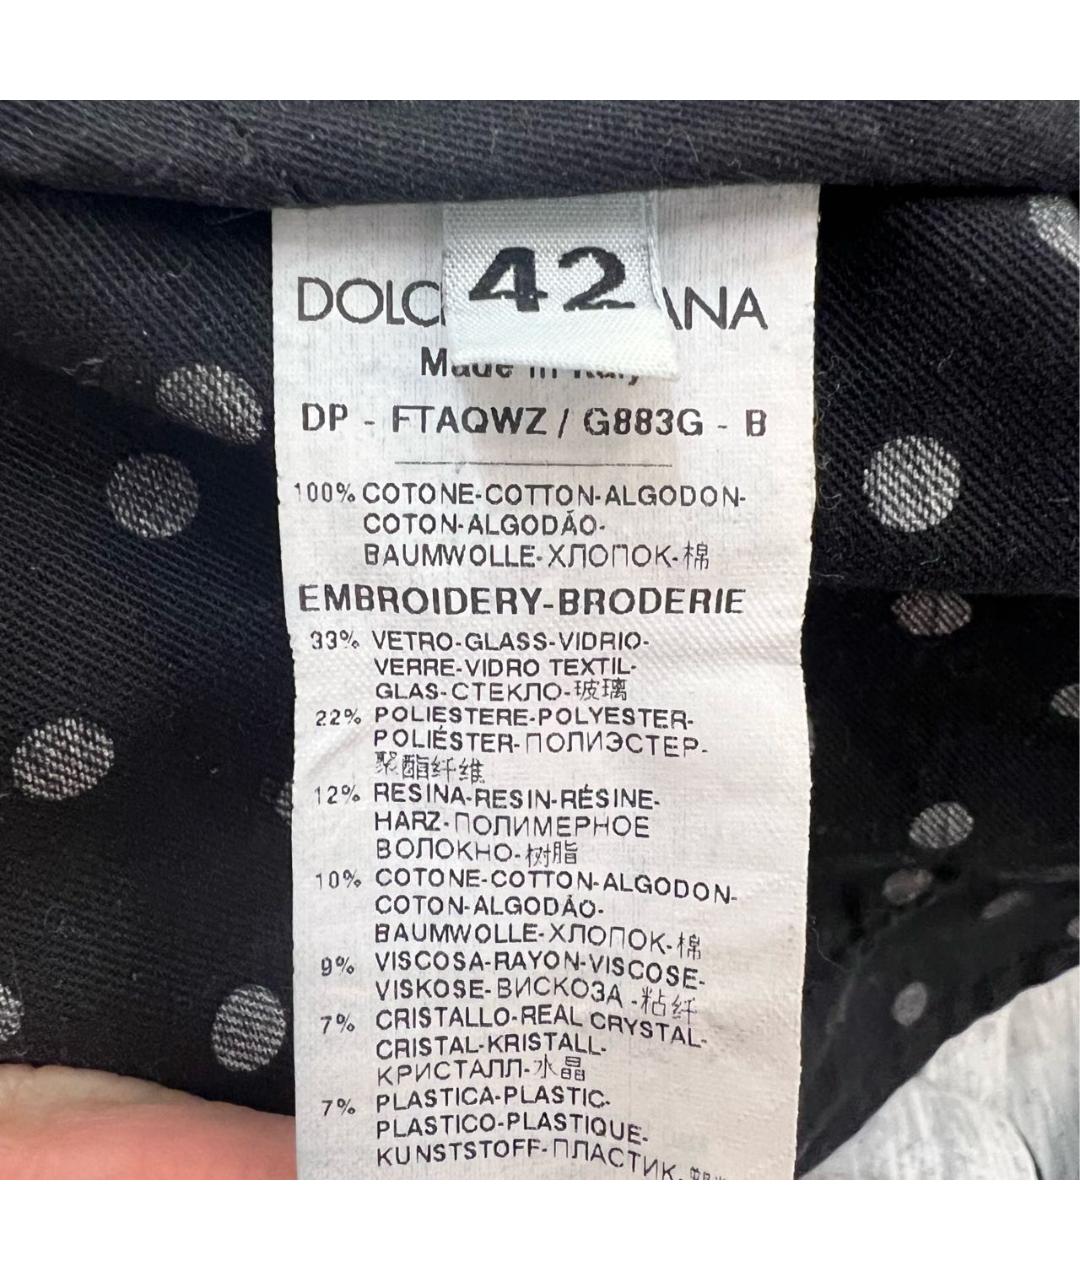 42
DOLC
ANA
Made in Italy
DP - FTAQWZ / G883G - B
100% COTONE-COTTON-ALGODON-
COTON-ALGODÃO-
BAUMWOLLE-ХЛОПОК-棉
EMBROIDERY-BRODERIE
33% VETRO-GLASS-VIDRIO-
VERRE-VIDRO TEXTIL-
GLAS-СТЕКЛО-玻璃
22% POLIESTERE-POLYESTER-
POLIÉSTER-ПОЛИЭСТЕР-
聚酯纤维
12% RESINA-RESIN-RÉSINE-
HARZ-ПОЛИМЕРНОЕ
ВОЛОКНО-树脂
10% COTONE-COTTON-ALGODON-
COTON-ALGODÃO-
BAUMWOLLE-ХЛОПОК-棉
9% VISCOSA-RAYON-VISCOSE-
VISKOSE-ВИСКОЗА-粘纤
7% CRISTALLO-REAL CRYSTAL-
CRISTAL-KRISTALL-
КРИСТАЛЛ-水晶
7% PLASTICA-PLASTIC-
PLASTICO-PLASTIQUE-
KUNSTSTOFF-ПЛАСТИК-